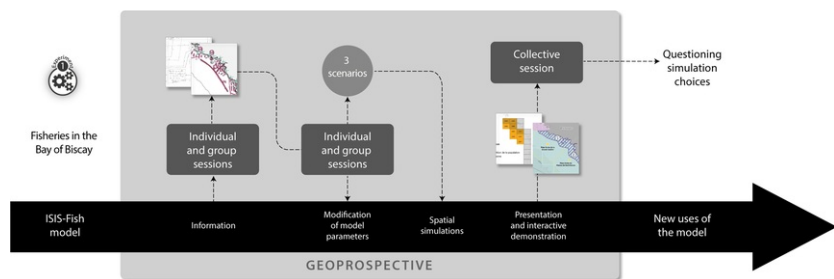 Experiment
1
Fisheries in the
Bay of Biscay
3
scenarios
Collective
session
Questioning
simulation
choices
Individual
and group
sessions
Individual
and group
sessions
ISIS-Fish
model
Information
Modification
of model
parameters
Spatial
simulations
Presentation
and interactive
demonstration
New uses of
the model
GEOPROSPECTIVE